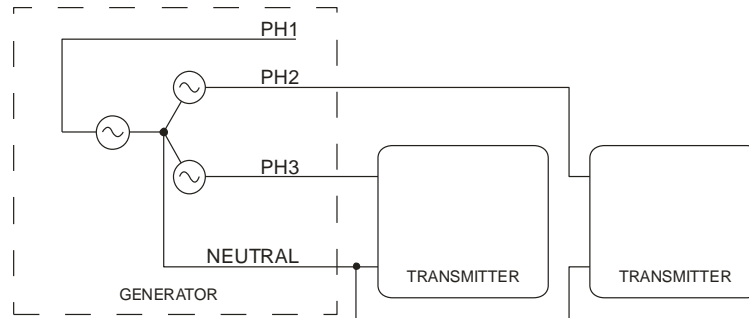 PH1
PH2
PH3
NEUTRAL
GENERATOR
TRANSMITTER
TRANSMITTER